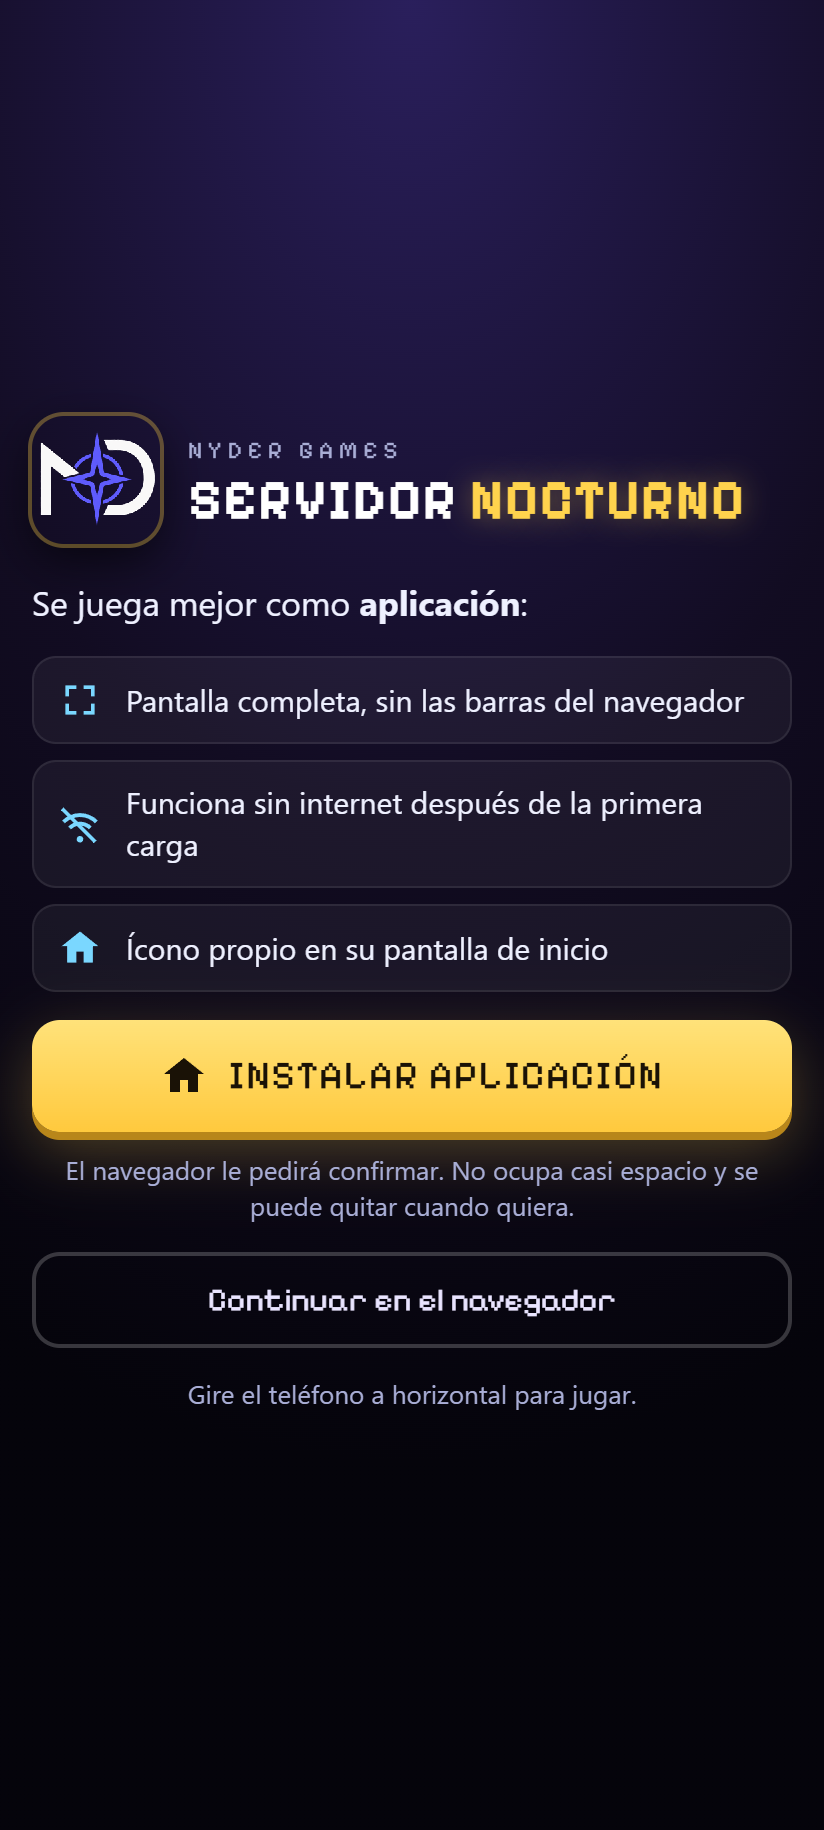 NYDER GAMES
SERVIDOR NOCTURNO
Se juega mejor como aplicación:
Pantalla completa, sin las barras del navegador
Funciona sin internet después de la primera
carga
Ícono propio en su pantalla de inicio
INSTALAR APLICACIÓN
El navegador le pedirá confirmar. No ocupa casi espacio y se
puede quitar cuando quiera.
Continuar en el navegador
Gire el teléfono a horizontal para jugar.